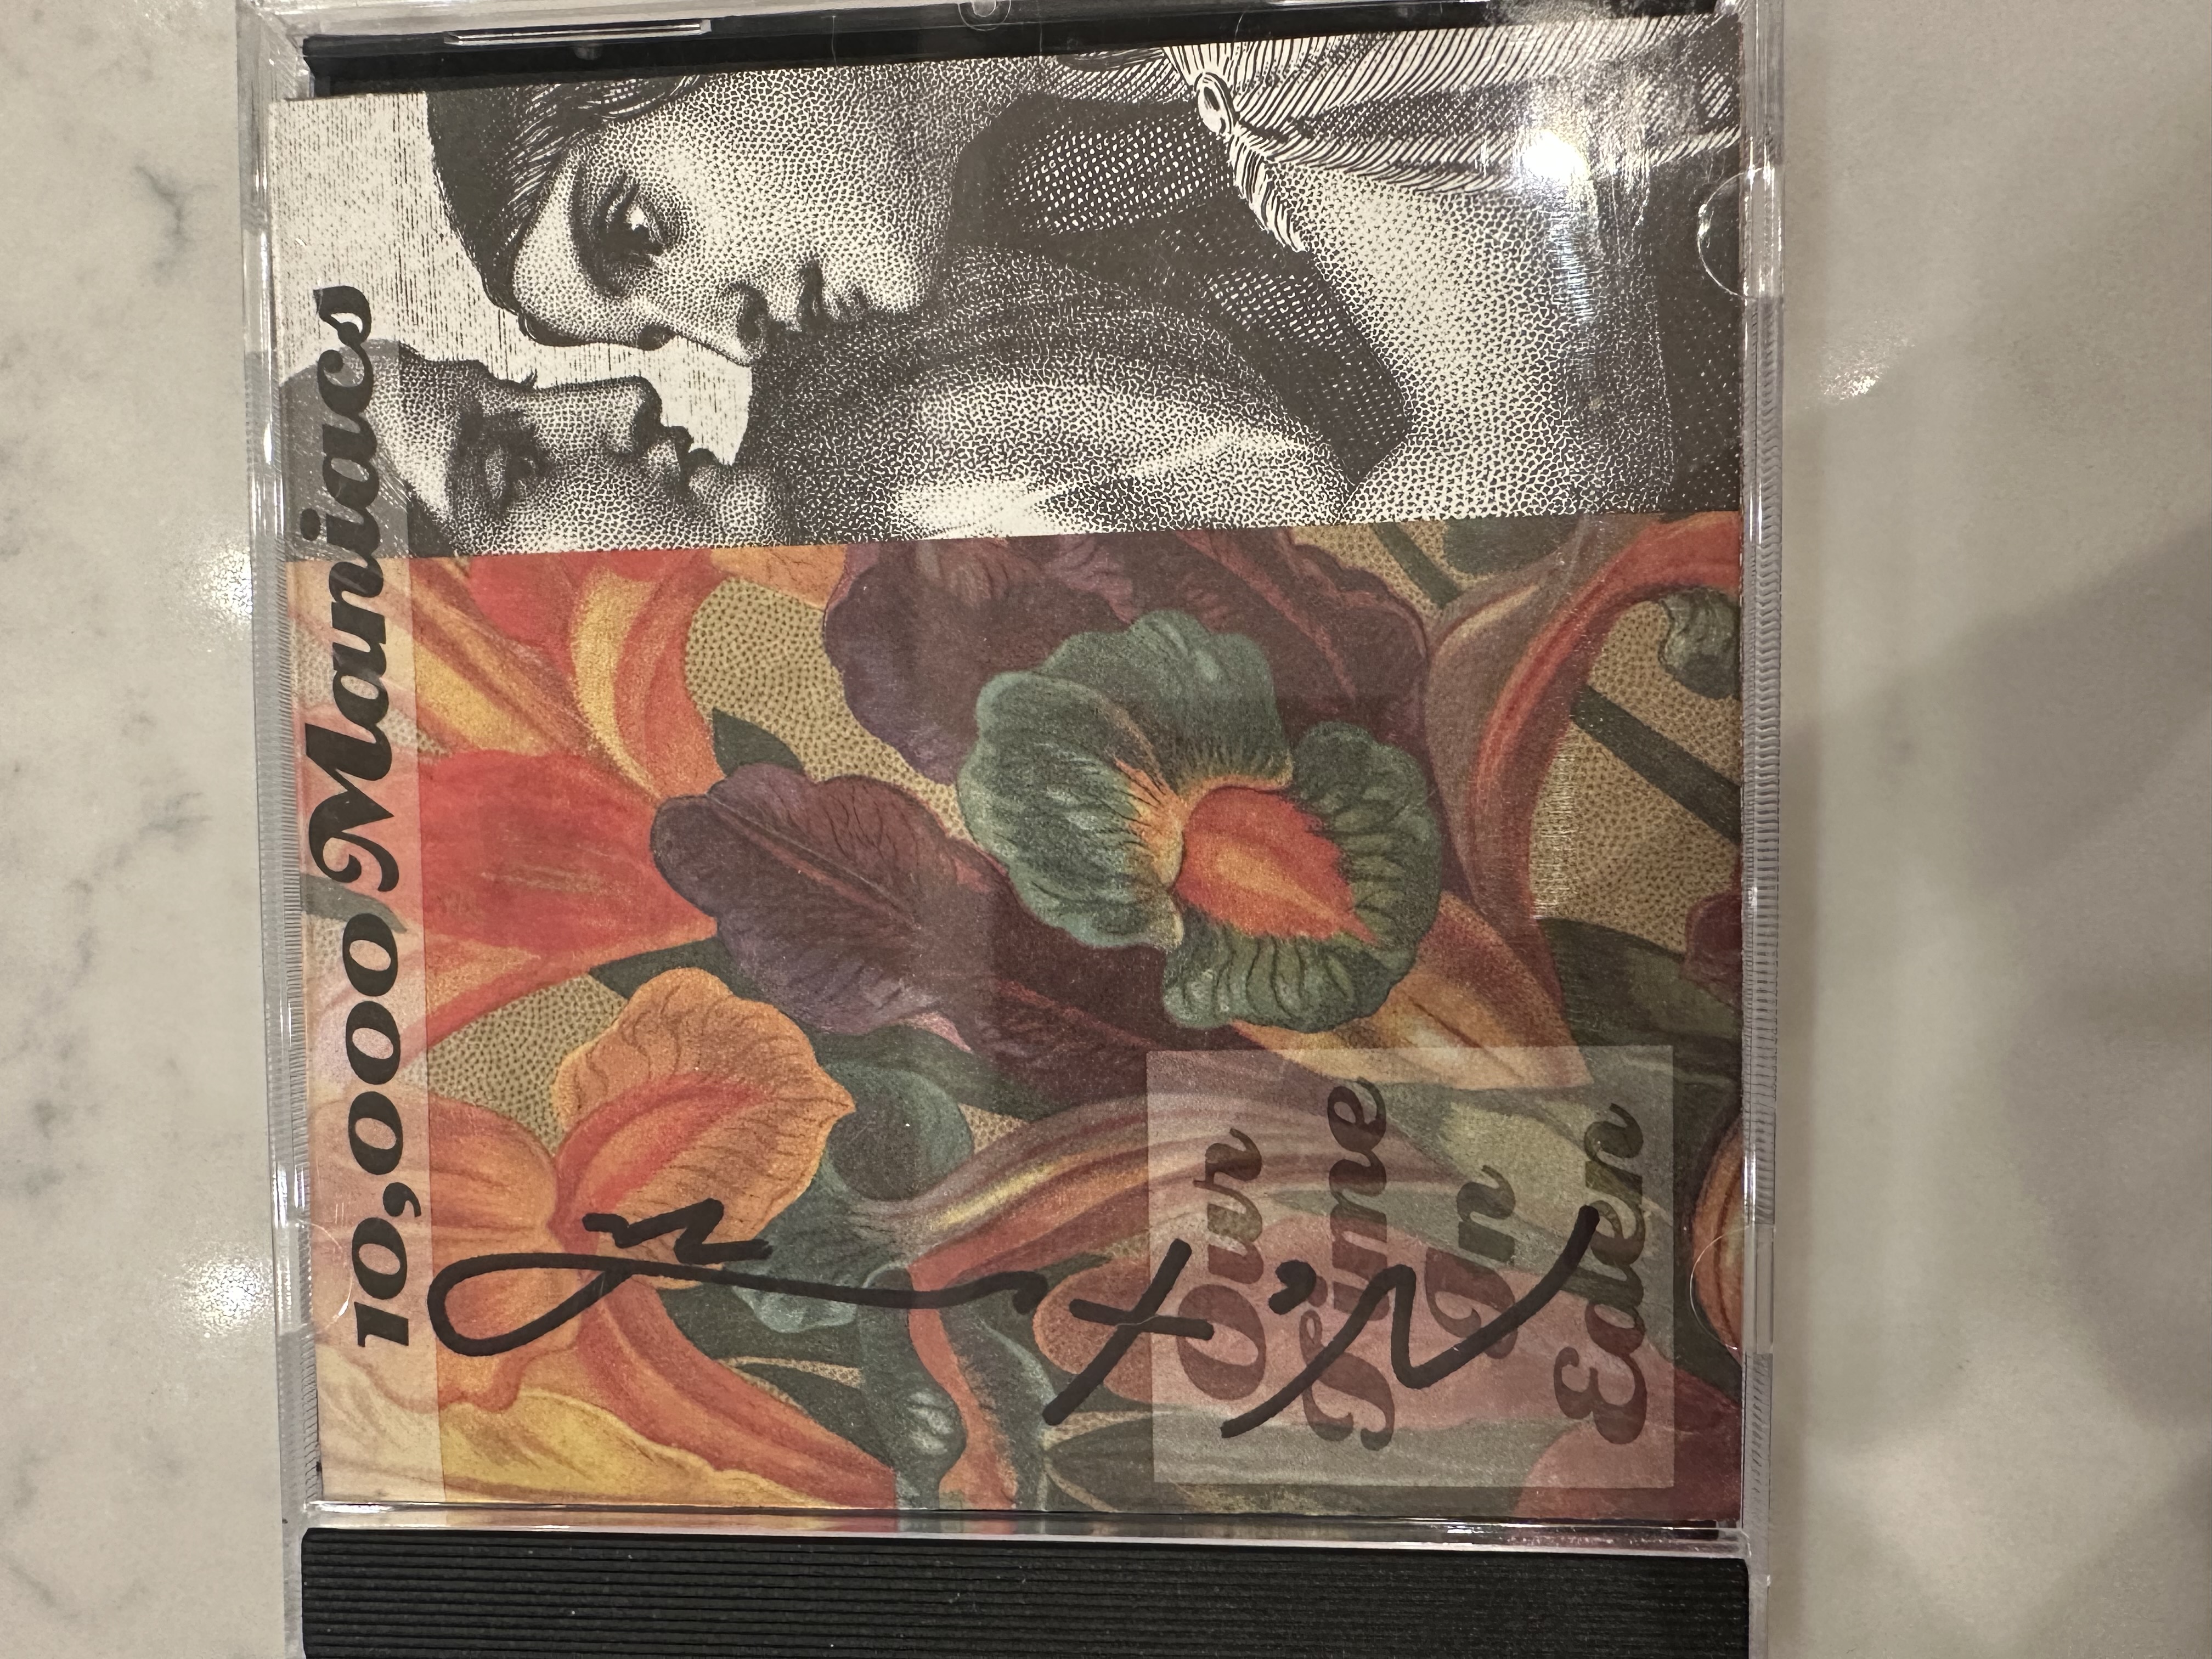 10,000 Maniacs
Our
Time
In
Eden